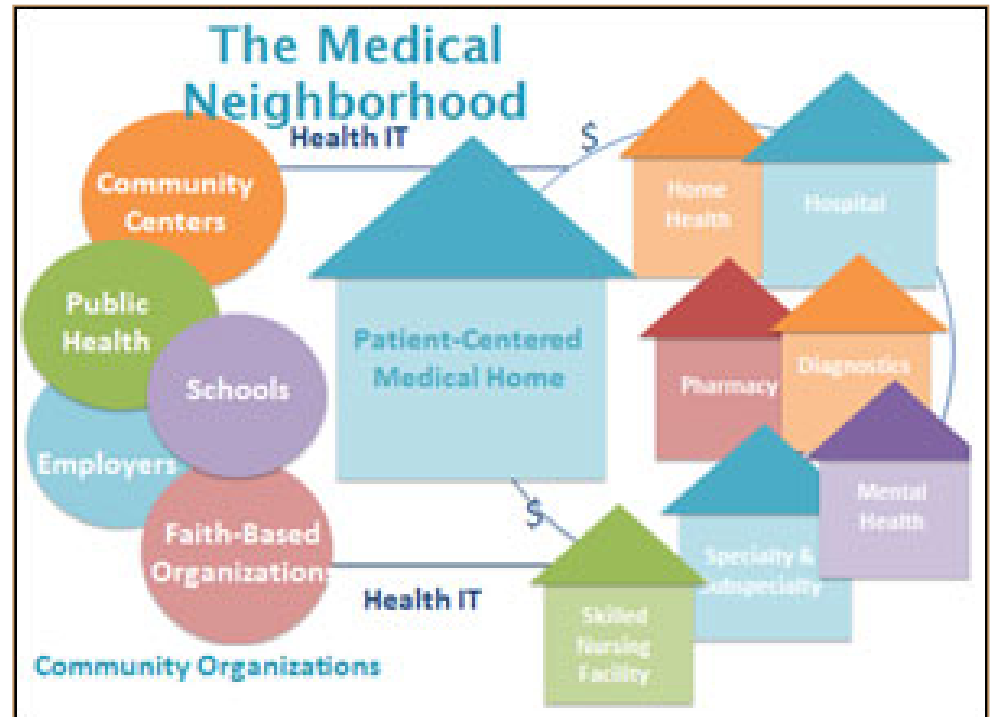 The Medical
Neighborhood
Health IT
$
Community
Centers
Public
Health
Schools
Employers
Faith-Based
Organization
Community Organizations
Patient-Centered
Medical Home
Home
Health
Hospital
Pharmacy
Diagnostics
Mental
Health
Specialty &
ubspecialty
Skilled
Nursing
Facility
$
Health IT